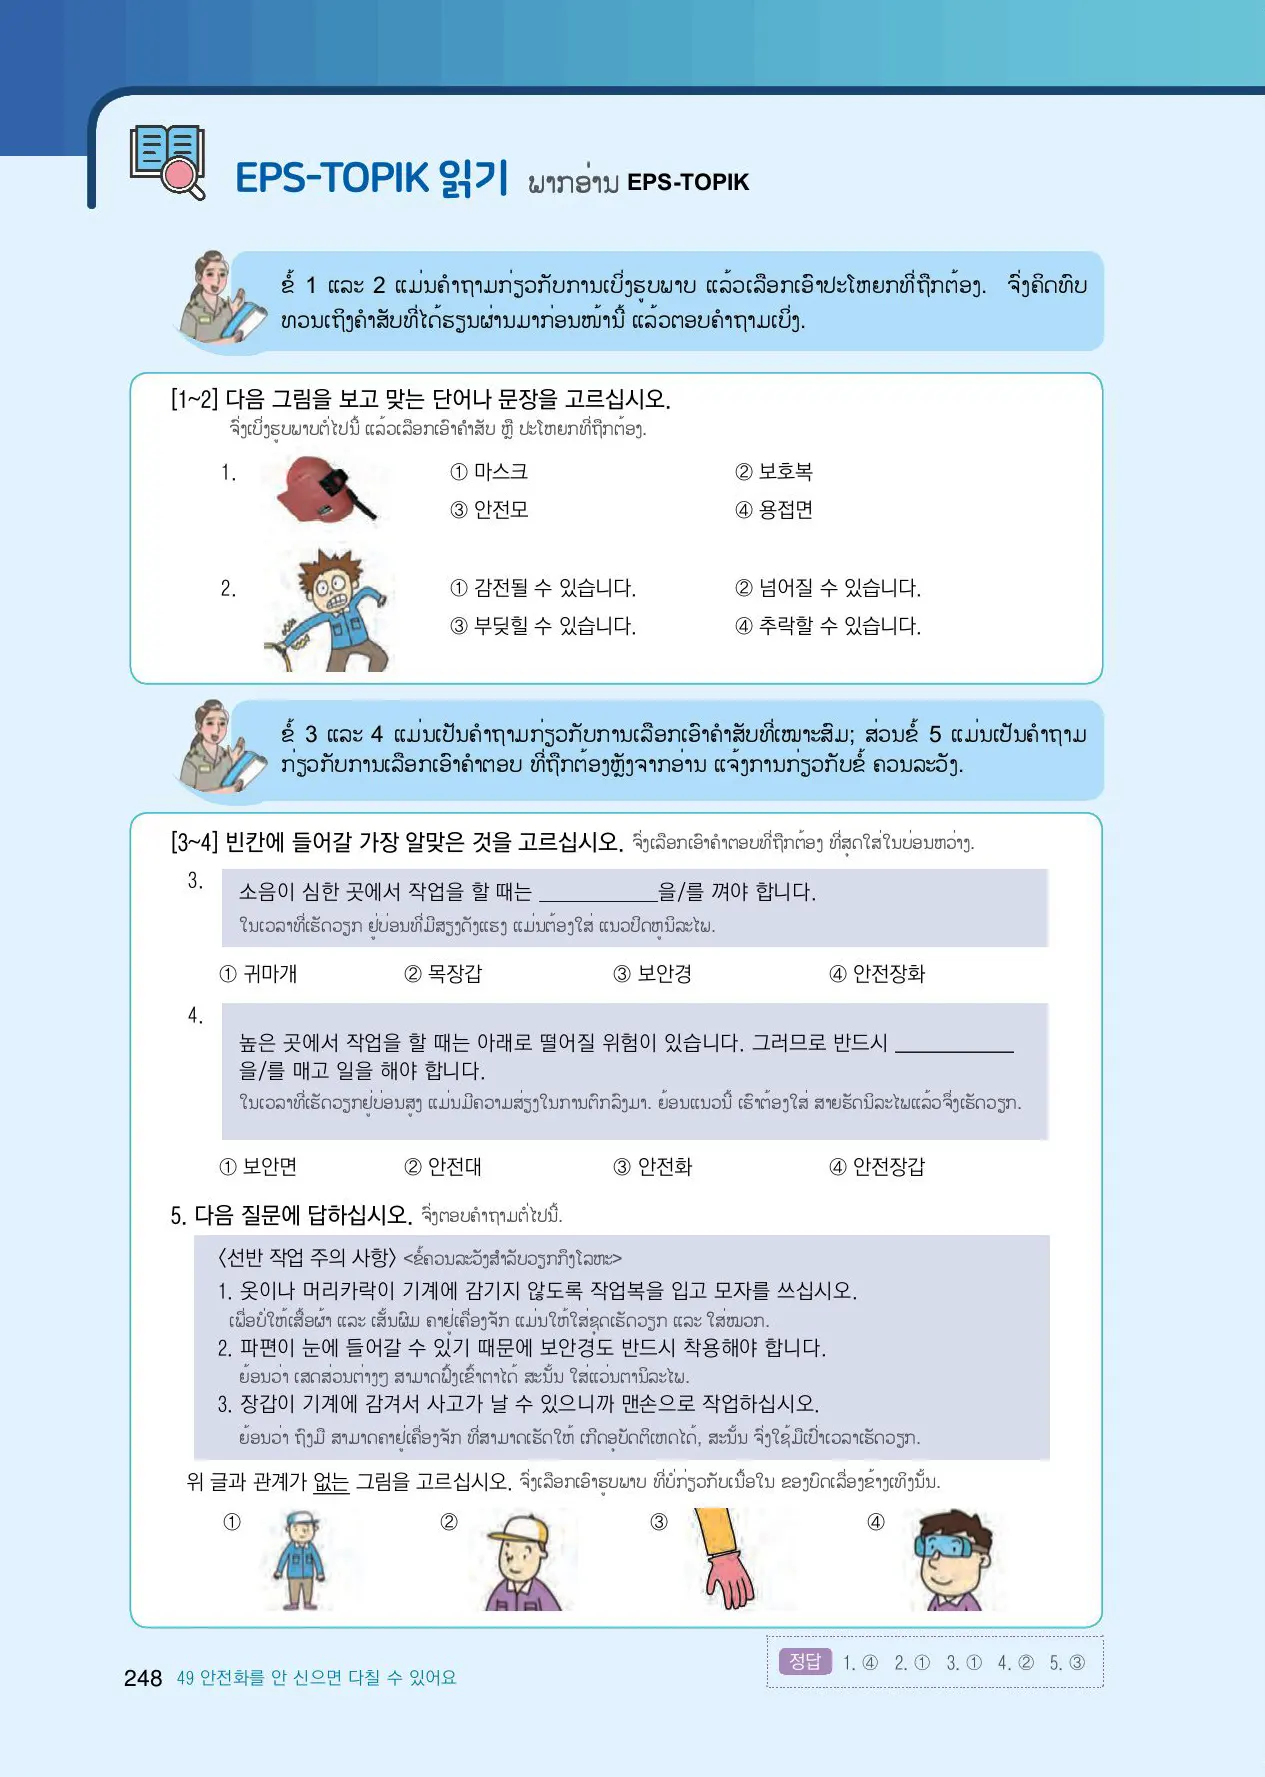 EPS-TOPIK 읽기 ພາກອ່ານ EPS-TOPIK
ຂໍ້ 1 ແລະ 2 ແມ່ນຄໍາຖາມກ່ຽວກັບການເບິ່ງຮູບພາບ ແລ້ວເລືອກເອົາປະໂຫຍກທີ່ຖືກຕ້ອງ. ຈົ່ງຄິດທົບ
ທວນເຖິງຄໍາສັບທີ່ໄດ້ຮຽນຜ່ານມາກ່ອນໜ້ານີ້ ແລ້ວຕອບຄໍາຖາມເບິ່ງ.
[1~2] 다음 그림을 보고 맞는 단어나 문장을 고르십시오.
ຈົ່ງເບິ່ງຮູບພາບຕໍ່ໄປນີ້ ແລ້ວເລືອກເອົາຄໍາສັບ ຫຼື ປະໂຫຍກທີ່ຖືກຕ້ອງ.
1. ① 마스크 ② 보호복
③ 안전모 ④ 용접면
2. ① 감전될 수 있습니다. ② 넘어질 수 있습니다.
③ 부딪힐 수 있습니다. ④ 추락할 수 있습니다.
ຂໍ້ 3 ແລະ 4 ແມ່ນເປັນຄໍາຖາມກ່ຽວກັບການເລືອກເອົາຄໍາສັບທີ່ເໝາະສົມ; ສ່ວນຂໍ້ 5 ແມ່ນເປັນຄໍາຖາມ
ກ່ຽວກັບການເລືອກເອົາຄໍາຕອບ ທີ່ຖືກຕ້ອງຫຼັງຈາກອ່ານ ແຈ້ງການກ່ຽວກັບຂໍ້ ຄວນລະວັງ.
[3~4] 빈칸에 들어갈 가장 알맞은 것을 고르십시오. ຈົ່ງເລືອກເອົາຄໍາຕອບທີ່ຖືກຕ້ອງ ທີ່ສຸດໃສ່ໃນບ່ອນຫວ່າງ.
3. 소음이 심한 곳에서 작업을 할 때는 ___________을/를 껴야 합니다.
ໃນເວລາທີ່ເຮັດວຽກ ຢູ່ບ່ອນທີ່ມີສຽງດັງແຮງ ແມ່ນຕ້ອງໃສ່ ແນວປິດຫູນິລະໄພ.
① 귀마개 ② 목장갑 ③ 보안경 ④ 안전장화
4. 높은 곳에서 작업을 할 때는 아래로 떨어질 위험이 있습니다. 그러므로 반드시 ___________
을/를 매고 일을 해야 합니다.
ໃນເວລາທີ່ເຮັດວຽກຢູ່ບ່ອນສູງ ແມ່ນມີຄວາມສ່ຽງໃນການຕົກລົງມາ. ຍ້ອນແນວນີ້ ເຮົາຕ້ອງໃສ່ ສາຍຮັດນິລະໄພແລ້ວຈຶ່ງເຮັດວຽກ.
① 보안면 ② 안전대 ③ 안전화 ④ 안전장갑
5. 다음 질문에 답하십시오. ຈົ່ງຕອບຄໍາຖາມຕໍ່ໄປນີ້.
〈선반 작업 주의 사항〉 <ຂໍ້ຄວນລະວັງສໍາລັບວຽກກຶງໂລຫະ>
1. 옷이나 머리카락이 기계에 감기지 않도록 작업복을 입고 모자를 쓰십시오.
ເພື່ອບໍ່ໃຫ້ເສື້ອຜ້າ ແລະ ເສັ້ນຜົມ ຄາຢູ່ເຄື່ອງຈັກ ແມ່ນໃຫ້ໃສ່ຊຸດເຮັດວຽກ ແລະ ໃສ່ໝວກ.
2. 파편이 눈에 들어갈 수 있기 때문에 보안경도 반드시 착용해야 합니다.
ຍ້ອນວ່າ ເສດສ່ວນຕ່າງໆ ສາມາດຟົ້ງເຂົ້າຕາໄດ້ ສະນັ້ນ ໃສ່ແວ່ນຕານິລະໄພ.
3. 장갑이 기계에 감겨서 사고가 날 수 있으니까 맨손으로 작업하십시오.
ຍ້ອນວ່າ ຖົງມື ສາມາດຄາຢູ່ເຄື່ອງຈັກ ທີ່ສາມາດເຮັດໃຫ້ ເກີດອຸບັດຕິເຫດໄດ້, ສະນັ້ນ ຈົ່ງໃຊ້ມືເປົ່າເວລາເຮັດວຽກ.
위 글과 관계가 없는 그림을 고르십시오. ຈົ່ງເລືອກເອົາຮູບພາບ ທີ່ບໍ່ກ່ຽວກັບເນື້ອໃນ ຂອງບົດເລື່ອງຂ້າງເທິງນັ້ນ.
① ② ③ ④
정답 1. ④ 2. ① 3. ① 4. ② 5. ③
248 49 안전화를 안 신으면 다칠 수 있어요